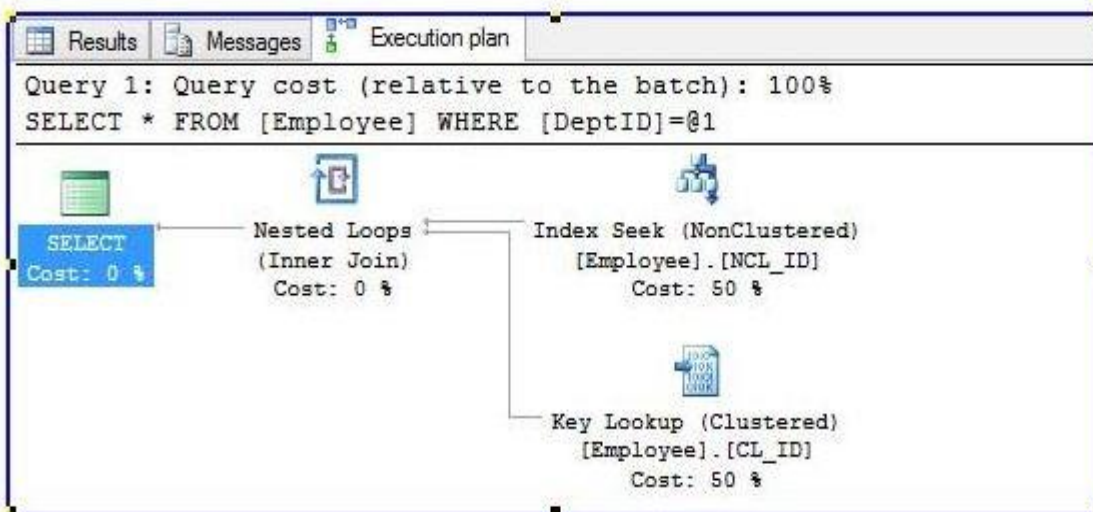 Results Messages Execution plan
Query 1: Query cost (relative to the batch): 100%
SELECT * FROM [Employee] WHERE [DeptID]=@1
SELECT
Cost: 0 %
Nested Loops
(Inner Join)
Cost: 0 %
Index Seek (NonClustered)
[Employee].[NCL_ID]
Cost: 50 %
Key Lookup (Clustered)
[Employee].[CL_ID]
Cost: 50 %